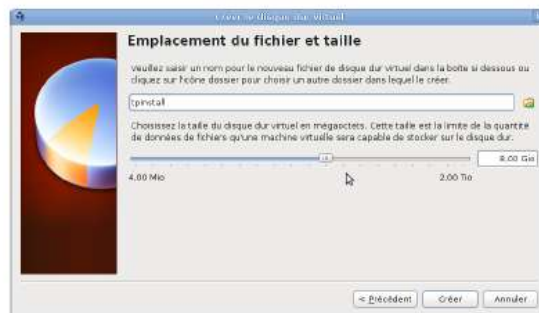 Créer le disque dur virtuel
Emplacement du fichier et taille
Veuillez saisir un nom pour le nouveau fichier de disque dur virtuel dans la boîte si dessous ou
cliquez sur l'icône dossier pour choisir un autre dossier dans lequel le créer.
tpinstall
Choisissez la taille du disque dur virtuel en mégaoctets. Cette taille est la limite de la quantité
de données de fichiers qu'une machine virtuelle sera capable de stocker sur le disque dur.
8,00 Gio
4,00 Mio 2,00 Tio
< Précédent Créer Annuler